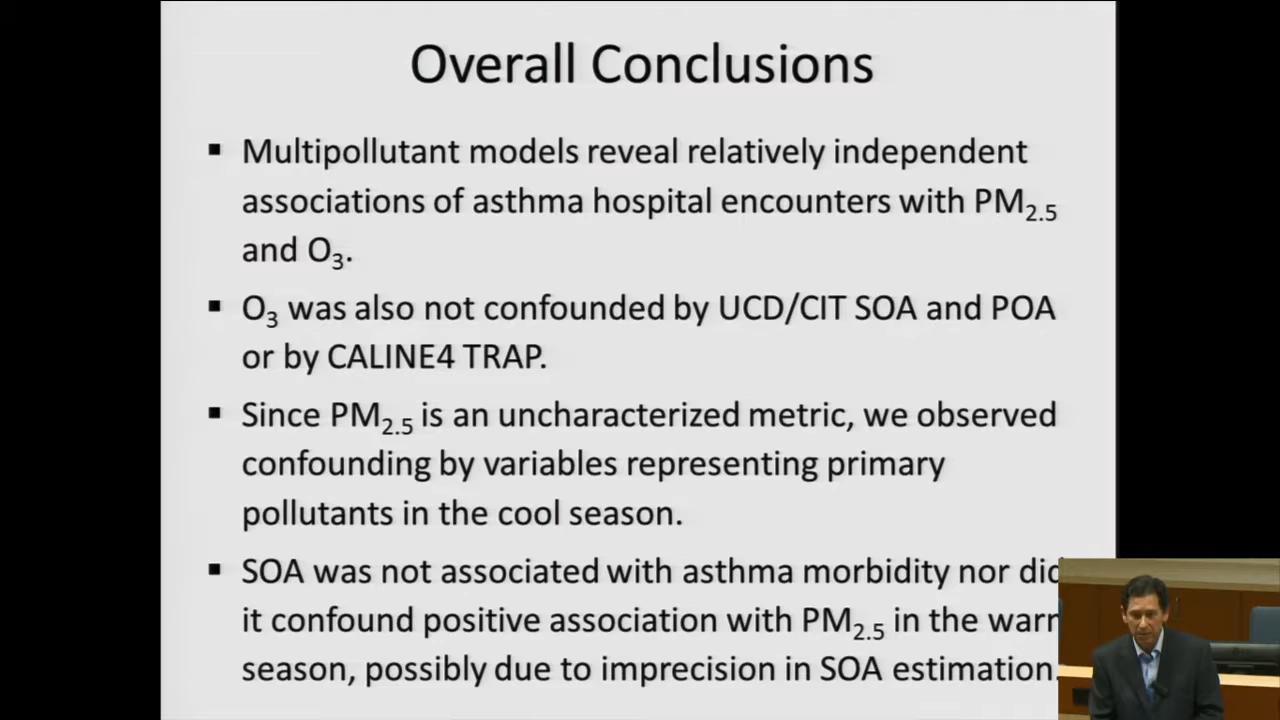 Overall Conclusions
▪ Multipollutant models reveal relatively independent
associations of asthma hospital encounters with PM₂.₅
and O₃.
▪ O₃ was also not confounded by UCD/CIT SOA and POA
or by CALINE4 TRAP.
▪ Since PM₂.₅ is an uncharacterized metric, we observed
confounding by variables representing primary
pollutants in the cool season.
▪ SOA was not associated with asthma morbidity nor did
it confound positive association with PM₂.₅ in the warm
season, possibly due to imprecision in SOA estimation.